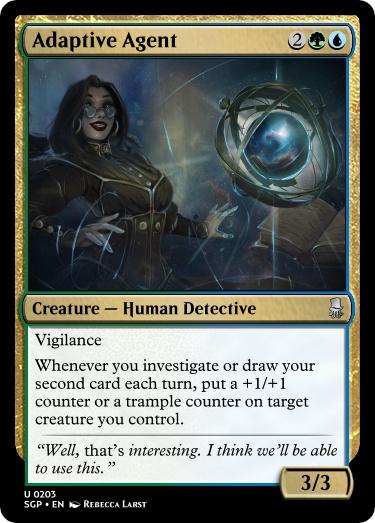 Adaptive Agent 2
Creature — Human Detective
Vigilance
Whenever you investigate or draw your
second card each turn, put a +1/+1
counter or a trample counter on target
creature you control.
“Well, that’s interesting. I think we’ll be able
to use this.”
3/3
U 0203
SGP • EN Rebecca Larst